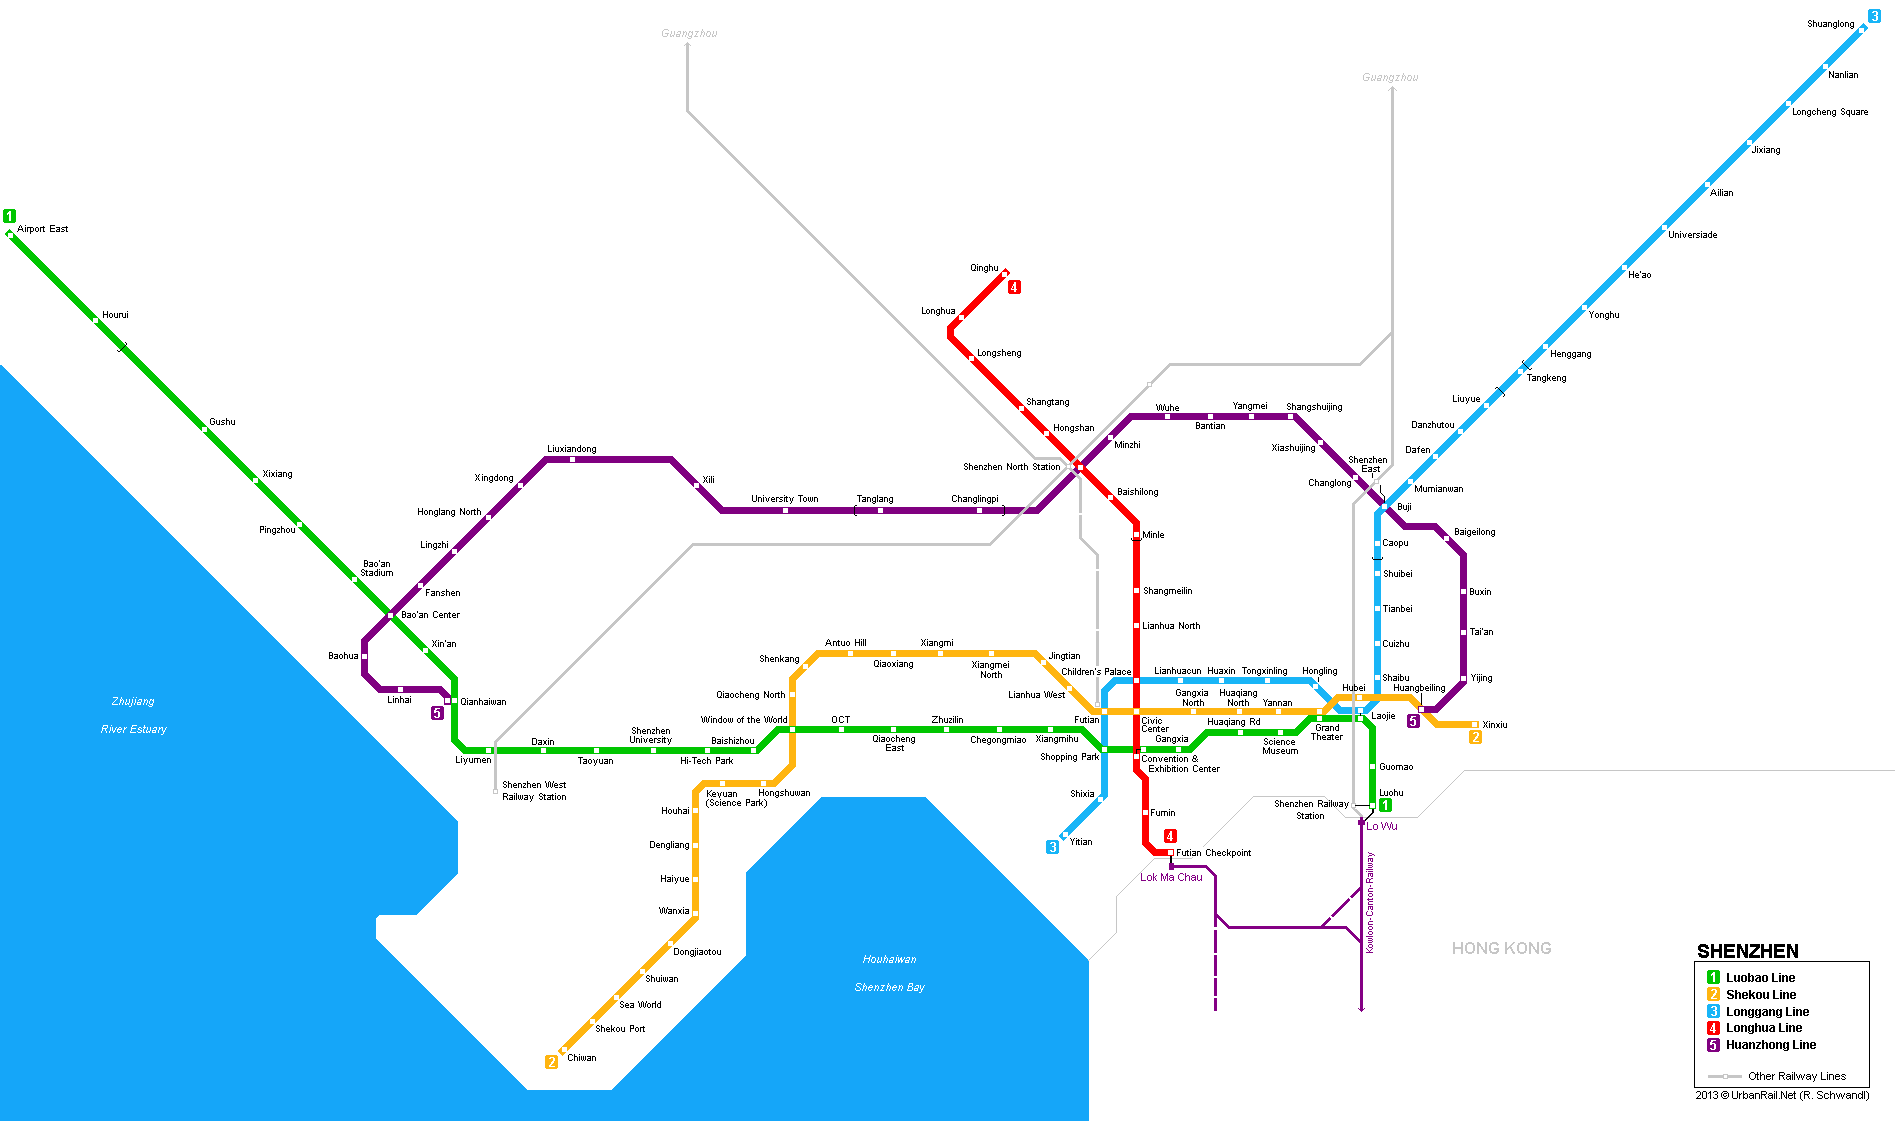 Guangzhou
Guangzhou
3
Shuanglong
Nanlian
Longcheng Square
Jixiang
Ailian
Universiade
He'ao
Yonghu
Henggang
Tangkeng
Liuyue
Danzhutou
Dafen
Mumianwan
1
Airport East
Hourui
Gushu
Xixiang
Pingzhou
Bao'an
Stadium
Bao'an Center
Xin'an
Qinghu
4
Longhua
Longsheng
Shangtang
Hongshan
Shenzhen North Station
Baishilong
Minle
Shangmeilin
Lianhua North
Liuxiandong
Xingdong
Honglang North
Lingzhi
Fanshen
Baohua
Linhai
5
Qianhaiwan
Xili
University Town
Tanglang
Changlingpi
Minzhi
Wuhe
Bantian
Yangmei
Shangshuijing
Xiashuijing
Changlong
Shenzhen
East
Buji
Baigeilong
Buxin
Tai'an
Yijing
Huangbeiling
5
Xinxiu
2
Caopu
Shuibei
Tianbei
Cuizhu
Shaibu
Hubei
Laojie
Hongling
Tongxinling
Huaxin
Lianhuacun
Children's Palace
Antuo Hill
Shenkang
Qiaoxiang
Xiangmi
Xiangmei
North
Jingtian
Lianhua West
Qiaocheng North
Window of the World
OCT
Qiaocheng
East
Zhuzilin
Chegongmiao
Xiangmihu
Futian
Civic
Center
Gangxia
North
Huaqiang
North
Yannan
Huaqiang Rd
Science
Museum
Grand
Theater
Gangxia
Shopping Park
Convention &
Exhibition Center
Guomao
Luohu
1
Shenzhen Railway
Station
Lo Wu
Liyumen
Daxin
Taoyuan
Shenzhen
University
Hi-Tech Park
Baishizhou
Shenzhen West
Railway Station
Keyuan
(Science Park)
Hongshuwan
Houhai
Dengliang
Haiyue
Wanxia
Dongjiaotou
Shuiwan
Sea World
Shekou Port
Chiwan
2
Shixia
Yitian
3
Fumin
4
Futian Checkpoint
Lok Ma Chau
Kowloon-Canton-Railway
Zhujiang
River Estuary
Houhaiwan
Shenzhen Bay
HONG KONG
SHENZHEN
1 Luobao Line
2 Shekou Line
3 Longgang Line
4 Longhua Line
5 Huanzhong Line
Other Railway Lines
2013 © UrbanRail.Net (R. Schwandl)